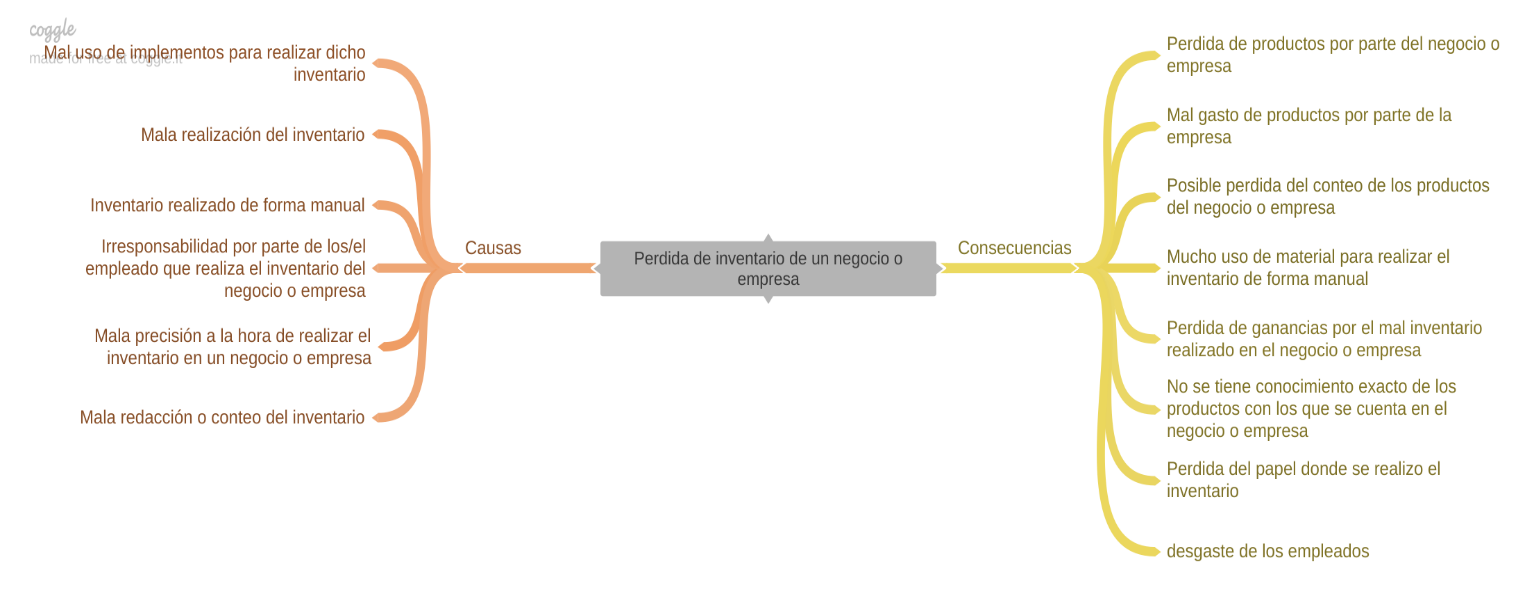 coggle
made for free at coggle.it
Mal uso de implementos para realizar dicho
inventario
Mala realización del inventario
Inventario realizado de forma manual
Irresponsabilidad por parte de los/el
empleado que realiza el inventario del
negocio o empresa
Mala precisión a la hora de realizar el
inventario en un negocio o empresa
Mala redacción o conteo del inventario
Causas
Perdida de inventario de un negocio o
empresa
Consecuencias
Perdida de productos por parte del negocio o
empresa
Mal gasto de productos por parte de la
empresa
Posible perdida del conteo de los productos
del negocio o empresa
Mucho uso de material para realizar el
inventario de forma manual
Perdida de ganancias por el mal inventario
realizado en el negocio o empresa
No se tiene conocimiento exacto de los
productos con los que se cuenta en el
negocio o empresa
Perdida del papel donde se realizo el
inventario
desgaste de los empleados